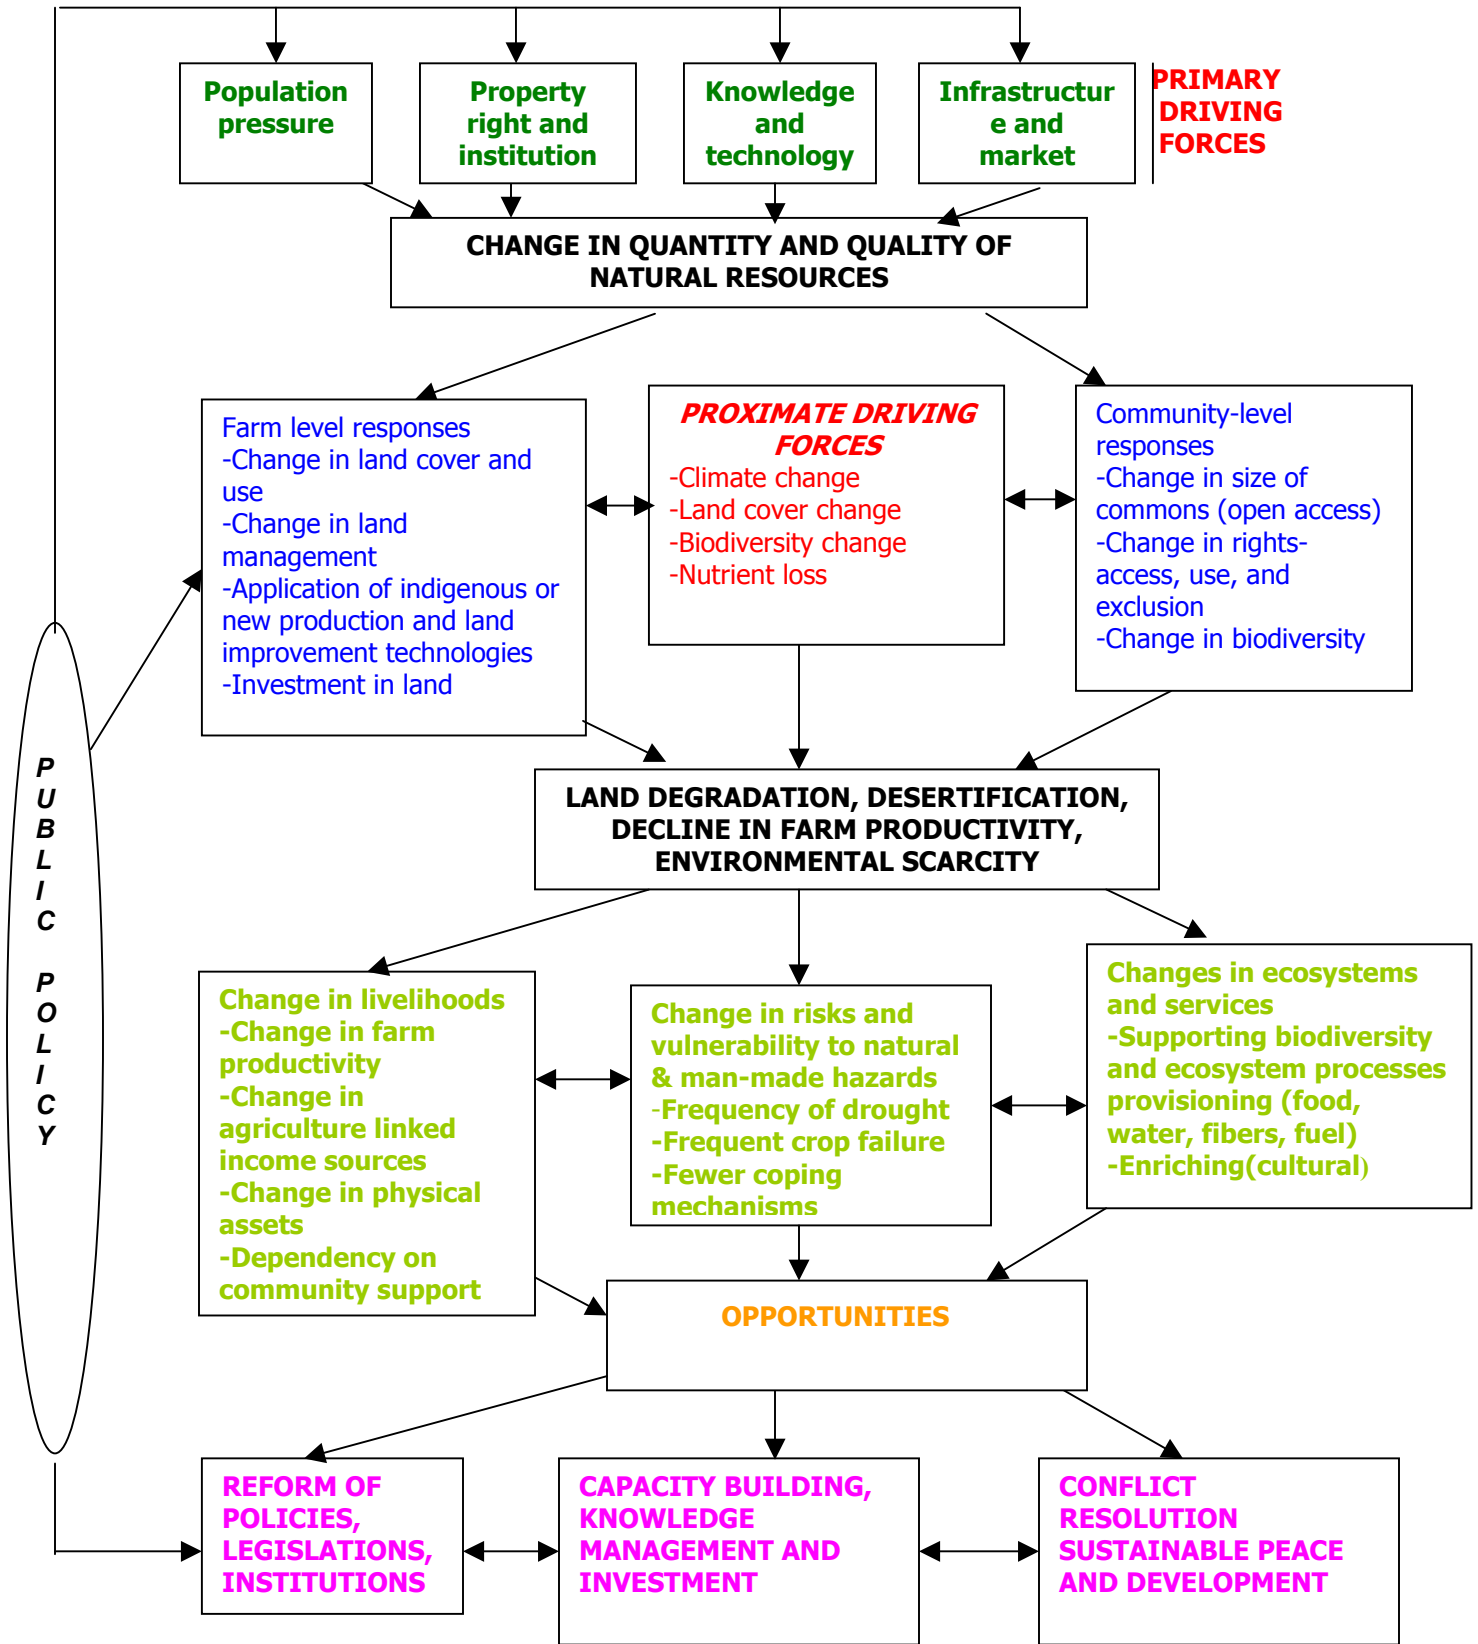 Population
pressure
Property
right and
institution
Knowledge
and
technology
Infrastructur
e and
market
PRIMARY
DRIVING
FORCES
CHANGE IN QUANTITY AND QUALITY OF
NATURAL RESOURCES
Farm level responses
-Change in land cover and
use
-Change in land
management
-Application of indigenous or
new production and land
improvement technologies
-Investment in land
PROXIMATE DRIVING
FORCES
-Climate change
-Land cover change
-Biodiversity change
-Nutrient loss
Community-level
responses
-Change in size of
commons (open access)
-Change in rights-
access, use, and
exclusion
-Change in biodiversity
P
U
B
L
I
C
P
O
L
I
C
Y
LAND DEGRADATION, DESERTIFICATION,
DECLINE IN FARM PRODUCTIVITY,
ENVIRONMENTAL SCARCITY
Change in livelihoods
-Change in farm
productivity
-Change in
agriculture linked
income sources
-Change in physical
assets
-Dependency on
community support
Change in risks and
vulnerability to natural
& man-made hazards
-Frequency of drought
-Frequent crop failure
-Fewer coping
mechanisms
Changes in ecosystems
and services
-Supporting biodiversity
and ecosystem processes
provisioning (food,
water, fibers, fuel)
-Enriching(cultural)
OPPORTUNITIES
REFORM OF
POLICIES,
LEGISLATIONS,
INSTITUTIONS
CAPACITY BUILDING,
KNOWLEDGE
MANAGEMENT AND
INVESTMENT
CONFLICT
RESOLUTION
SUSTAINABLE PEACE
AND DEVELOPMENT